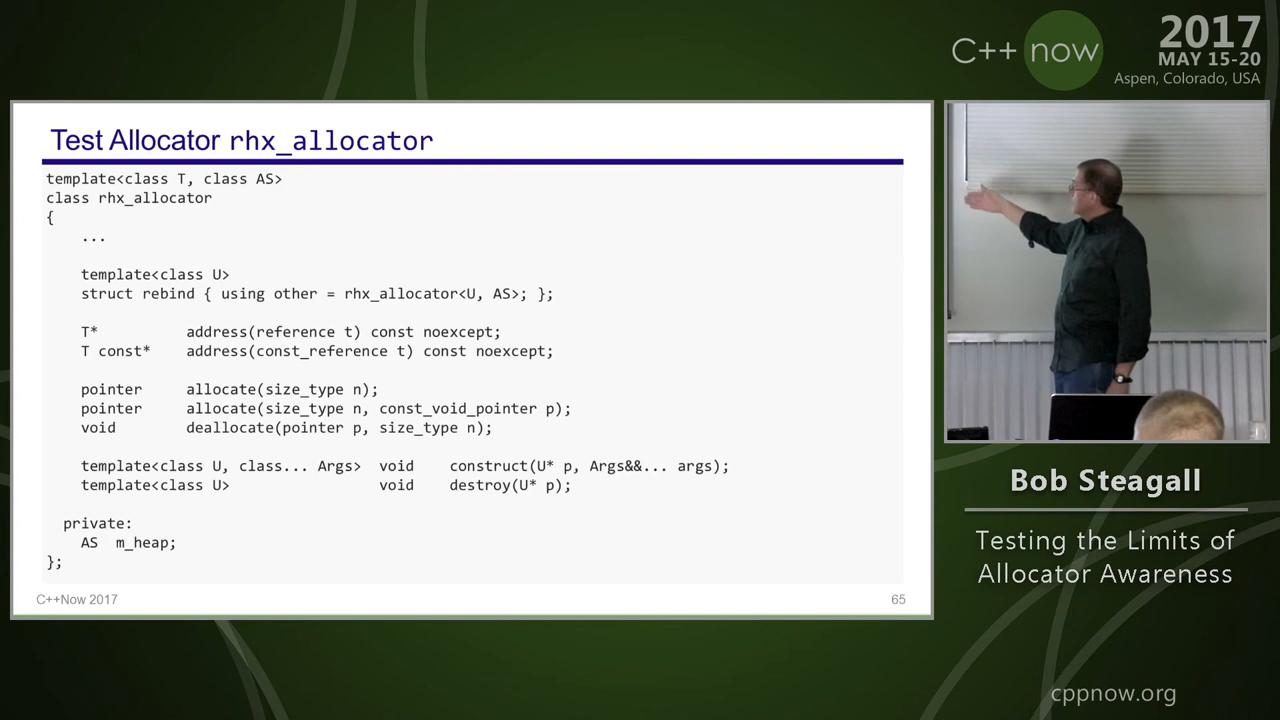 C++ now
2017
MAY 15-20
Aspen, Colorado, USA
Test Allocator rhx_allocator
template<class T, class AS>
class rhx_allocator
{
...
template<class U>
struct rebind { using other = rhx_allocator<U, AS>; };
T* address(reference t) const noexcept;
T const* address(const_reference t) const noexcept;
pointer allocate(size_type n);
pointer allocate(size_type n, const_void_pointer p);
void deallocate(pointer p, size_type n);
template<class U, class... Args> void construct(U* p, Args&&... args);
template<class U> void destroy(U* p);
private:
AS m_heap;
};
C++Now 2017
65
Bob Steagall
Testing the Limits of
Allocator Awareness
cppnow.org